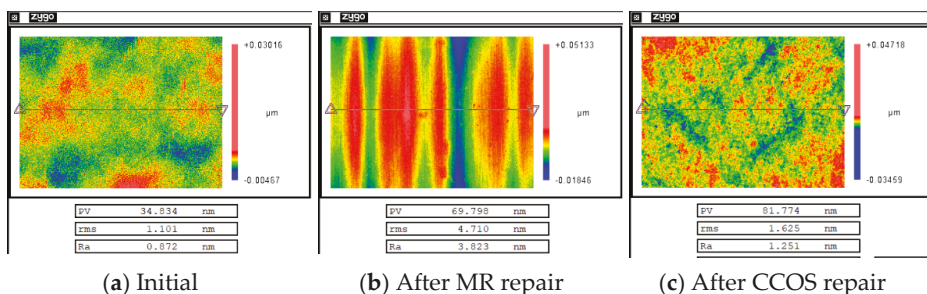 zygo
+0.03016
µm
-0.00467
PV 34.834 nm
rms 1.101 nm
Ra 0.872 nm
(a) Initial
zygo
+0.05133
µm
-0.01846
PV 69.798 nm
rms 4.710 nm
Ra 3.823 nm
(b) After MR repair
zygo
+0.04718
µm
-0.03459
PV 81.774 nm
rms 1.625 nm
Ra 1.251 nm
(c) After CCOS repair